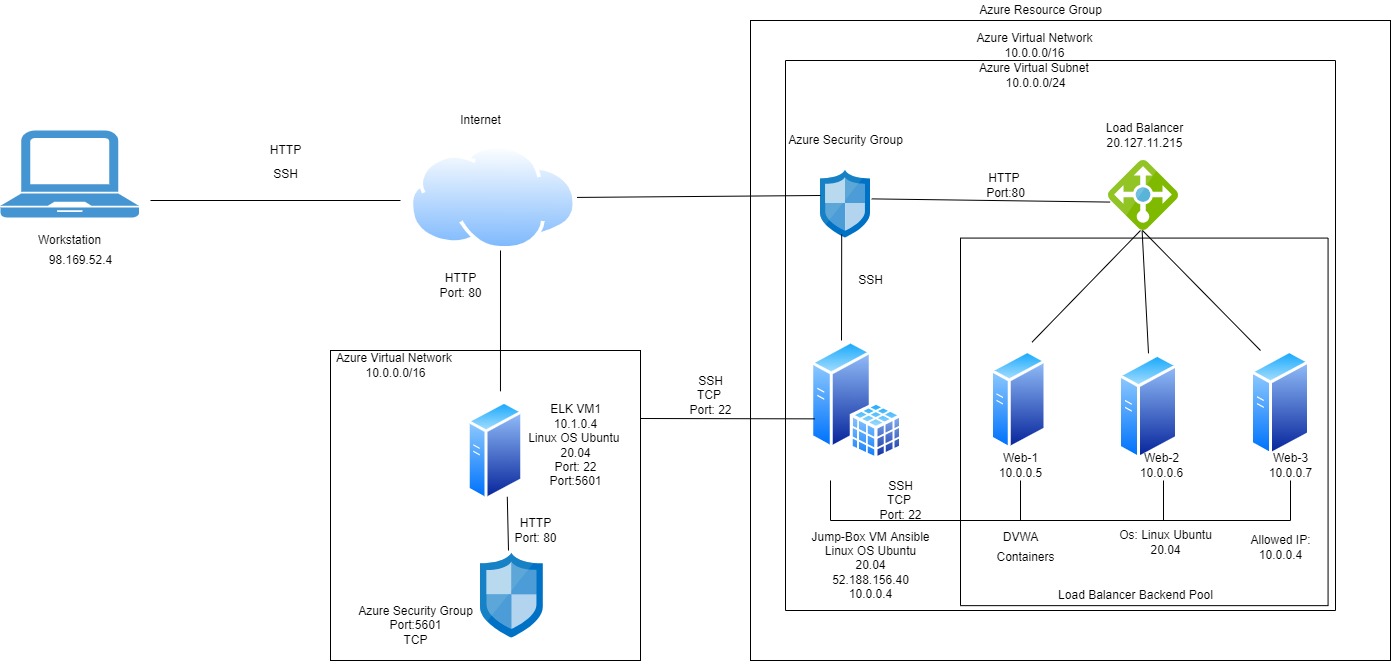 Azure Resource Group
Azure Virtual Network
10.0.0.0/16
Azure Virtual Subnet
10.0.0.0/24
Internet
HTTP
SSH
Workstation
98.169.52.4
Azure Security Group
Load Balancer
20.127.11.215
HTTP
Port:80
SSH
HTTP
Port: 80
Azure Virtual Network
10.0.0.0/16
ELK VM1
10.1.0.4
Linux OS Ubuntu
20.04
Port: 22
Port:5601
HTTP
Port: 80
Azure Security Group
Port:5601
TCP
SSH
TCP
Port: 22
Web-1
10.0.0.5
Web-2
10.0.0.6
Web-3
10.0.0.7
SSH
TCP
Port: 22
Jump-Box VM Ansible
Linux OS Ubuntu
20.04
52.188.156.40
10.0.0.4
DVWA
Containers
Os: Linux Ubuntu
20.04
Allowed IP:
10.0.0.4
Load Balancer Backend Pool